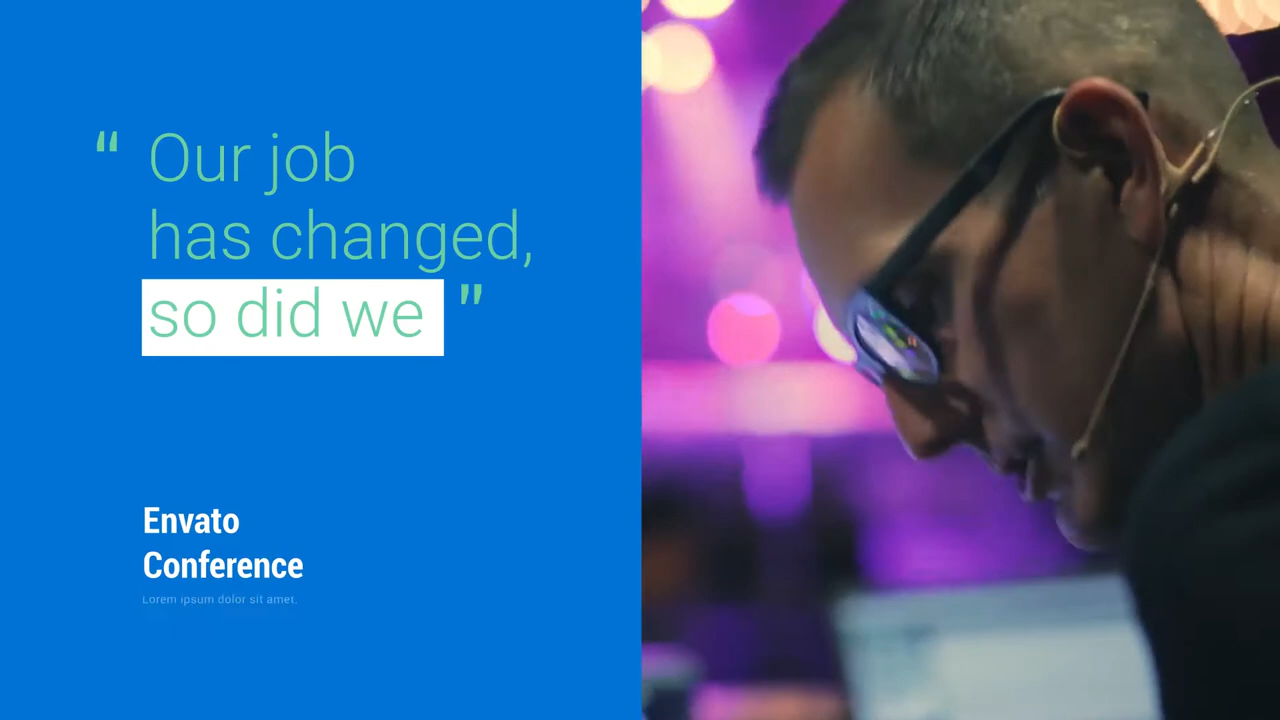 “ Our job
has changed,
so did we ”
Envato
Conference
Lorem ipsum dolor sit amet.